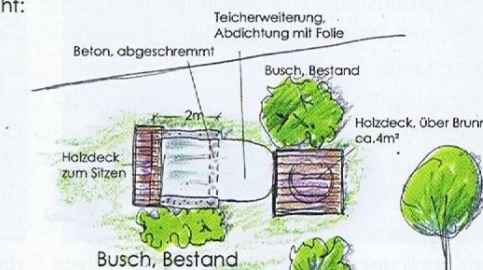 ht:
Teicherweiterung,
Abdichtung mit Folie
Beton, abgeschremmt
Busch, Bestand
2m
Holzdeck, über Brunn
ca.4m²
Holzdeck
zum Sitzen
Busch, Bestand